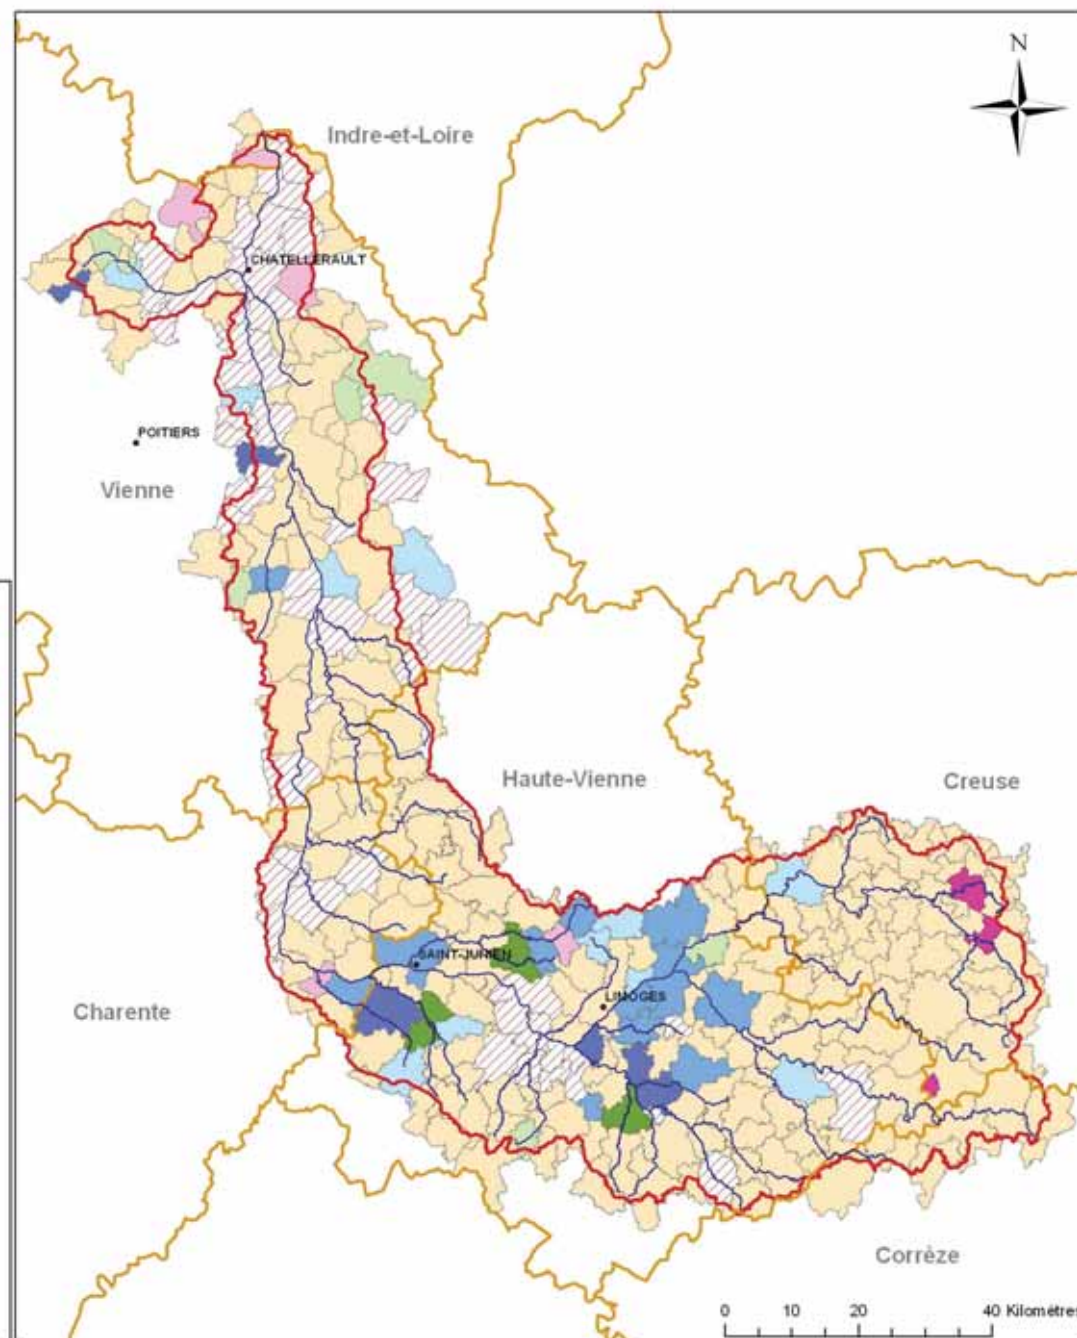 N
Indre-et-Loire
CHATELLERAULT
POITIERS
Vienne
Haute-Vienne
Creuse
SAINT-JUNIEN
LIMOGES
Charente
Corrèze
0 10 20 40 Kilomètres